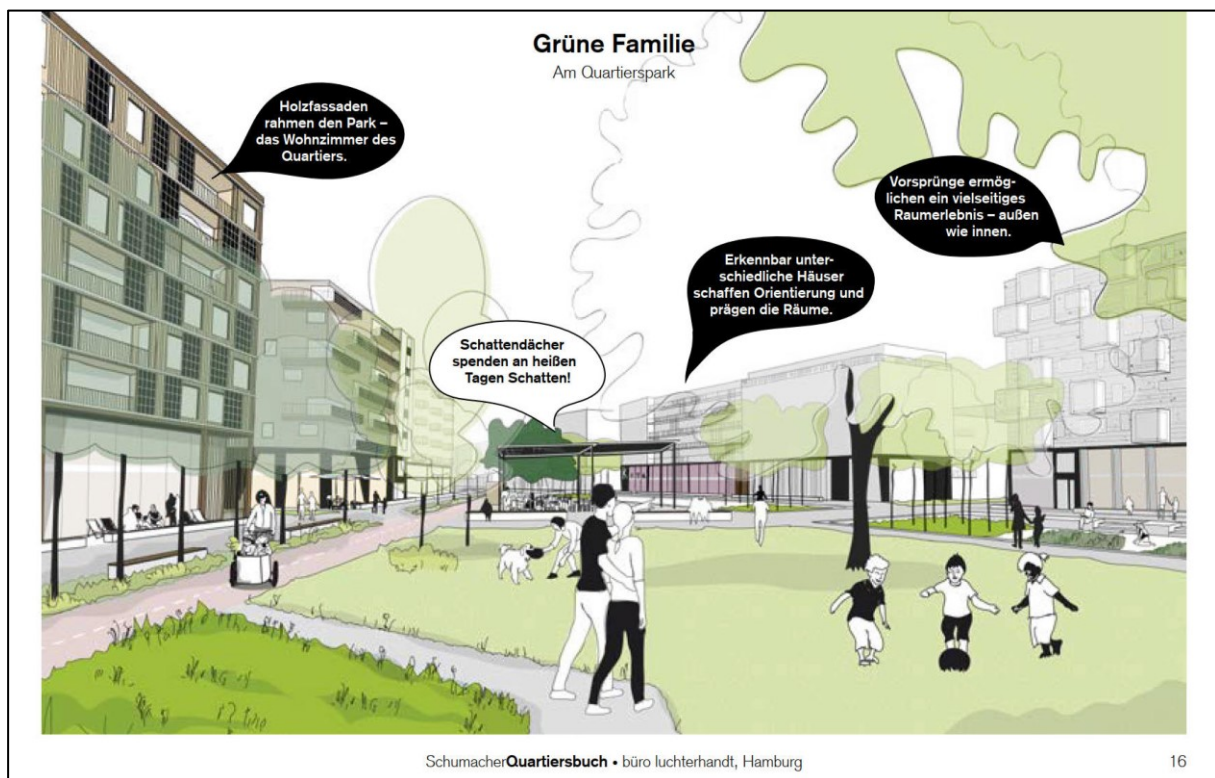 Grüne Familie
Am Quartierspark
Holzfassaden
rahmen den Park –
das Wohnzimmer des
Quartiers.
Vorsprünge ermög-
lichen ein vielseitiges
Raumerlebnis – außen
wie innen.
Erkennbar unter-
schiedliche Häuser
schaffen Orientierung und
prägen die Räume.
Schattendächer
spenden an heißen
Tagen Schatten!
SchumacherQuartiersbuch • büro luchterhandt, Hamburg
16